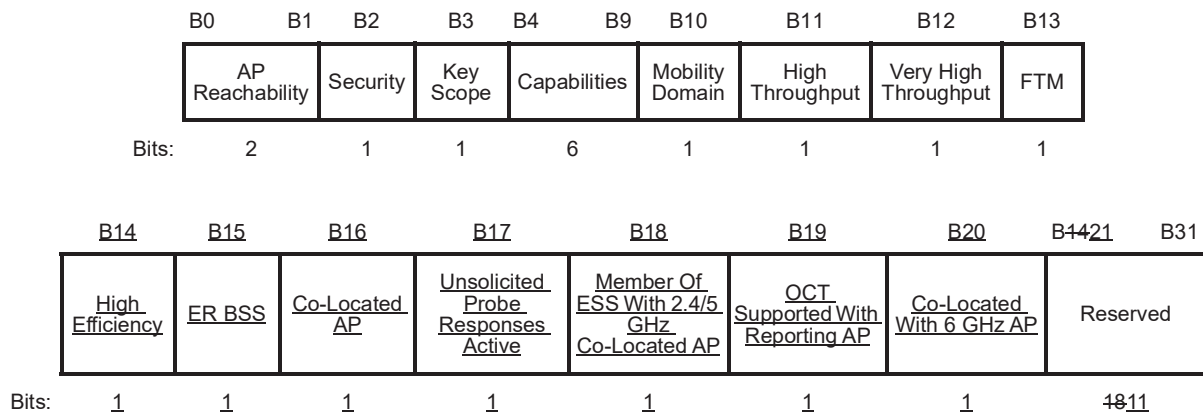 B0 B1 B2 B3 B4 B9 B10 B11 B12 B13
AP Reachability Security Key Scope Capabilities Mobility Domain High Throughput Very High Throughput FTM
Bits: 2 1 1 6 1 1 1 1
B14 B15 B16 B17 B18 B19 B20 B1421 B31
High Efficiency ER BSS Co-Located AP Unsolicited Probe Responses Active Member Of ESS With 2.4/5 GHz Co-Located AP OCT Supported With Reporting AP Co-Located With 6 GHz AP Reserved
Bits: 1 1 1 1 1 1 1 1811